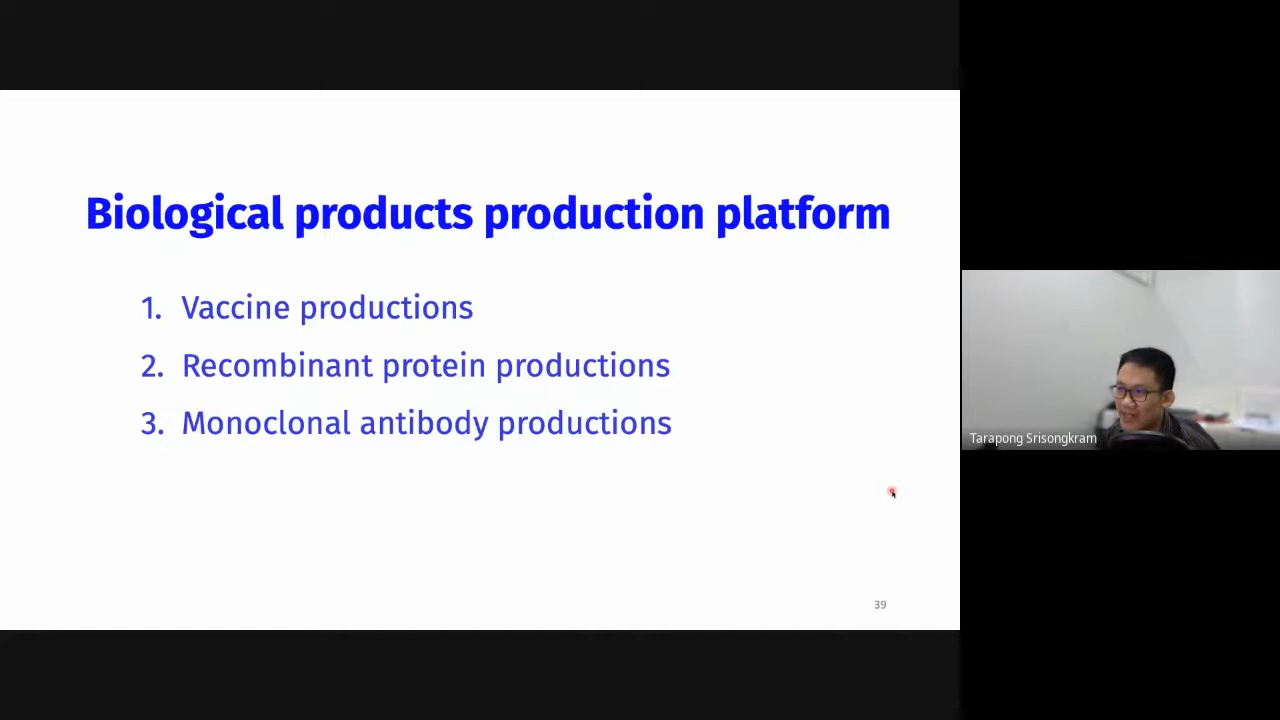 Biological products production platform
1. Vaccine productions
2. Recombinant protein productions
3. Monoclonal antibody productions
39
Tarapong Srisongkram